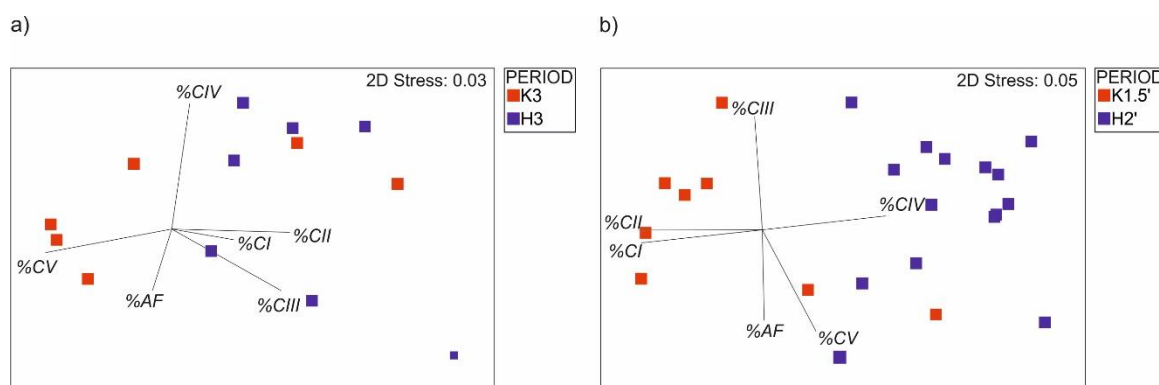 a)
2D Stress: 0.03
PERIOD
K3
H3
%CIV
%CI
%CII
%CV
%AF
%CIII
b)
2D Stress: 0.05
PERIOD
K1.5'
H2'
%CIII
%CIV
%CII
%CI
%AF
%CV